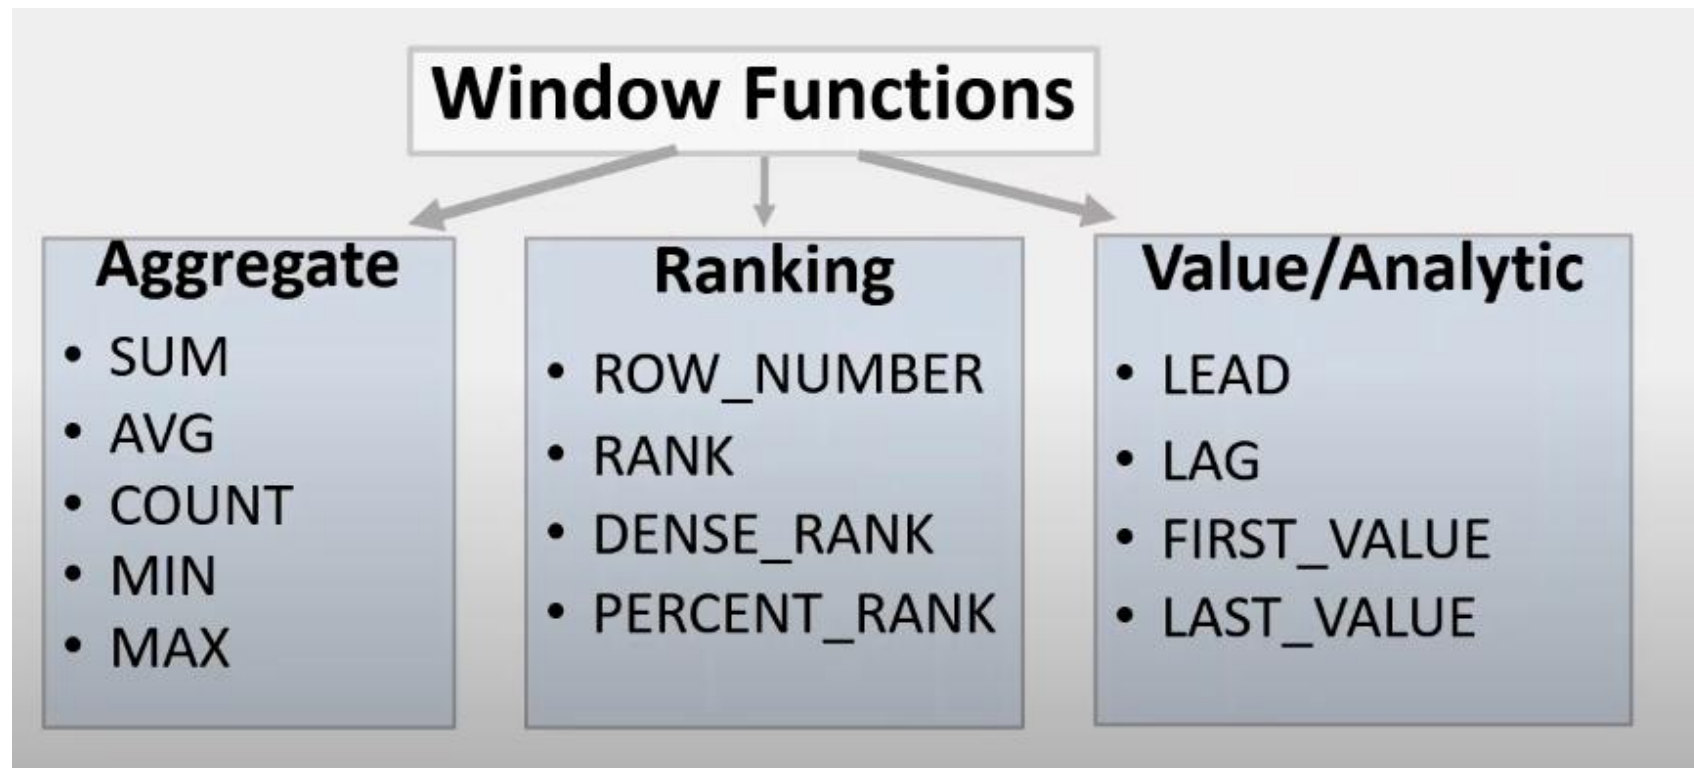 Window Functions
Aggregate
• SUM
• AVG
• COUNT
• MIN
• MAX
Ranking
• ROW_NUMBER
• RANK
• DENSE_RANK
• PERCENT_RANK
Value/Analytic
• LEAD
• LAG
• FIRST_VALUE
• LAST_VALUE